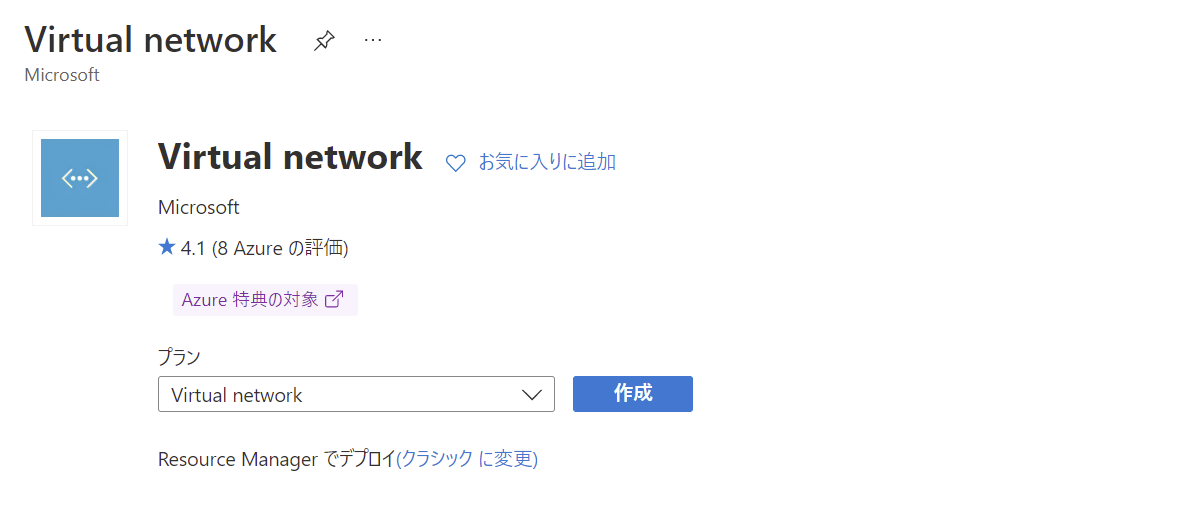 Virtual network
Microsoft
Virtual network お気に入りに追加
Microsoft
4.1 (8 Azure の評価)
Azure 特典の対象
プラン
Virtual network 作成
Resource Manager でデプロイ(クラシック に変更)